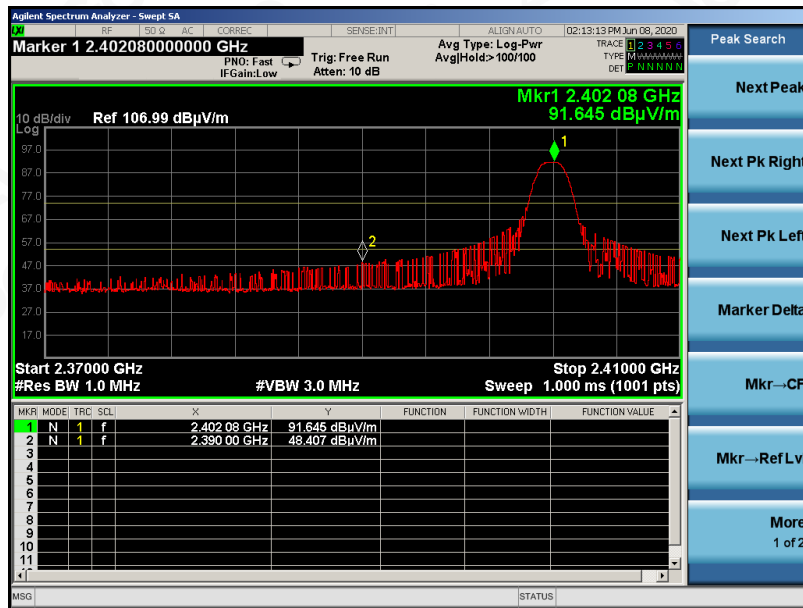 Agilent Spectrum Analyzer - Swept SA
LXI RF 50 Ω AC CORREC SENSE:INT ALIGNAUTO 02:13:13 PM Jun 08, 2020
Marker 1 2.402080000000 GHz
PNO: Fast
IFGain:Low
Trig: Free Run
Atten: 10 dB
Avg Type: Log-Pwr
Avg|Hold:>100/100
TRACE 1 2 3 4 5 6
TYPE M
DET P N N N N N
Peak Search
Mkr1 2.402 08 GHz
91.645 dBµV/m
10 dB/div Ref 106.99 dBµV/m
Log
97.0
87.0
77.0
67.0
57.0
47.0
37.0
27.0
17.0
1
2
Start 2.37000 GHz
Stop 2.41000 GHz
#Res BW 1.0 MHz
#VBW 3.0 MHz
Sweep 1.000 ms (1001 pts)
MKR MODE TRC SCL X Y FUNCTION FUNCTION WIDTH FUNCTION VALUE
1 N 1 f 2.402 08 GHz 91.645 dBµV/m
2 N 1 f 2.390 00 GHz 48.407 dBµV/m
3
4
5
6
7
8
9
10
11
MSG
STATUS
Next Peak
Next Pk Right
Next Pk Left
Marker Delta
Mkr→CF
Mkr→Ref Lv
More
1 of 2